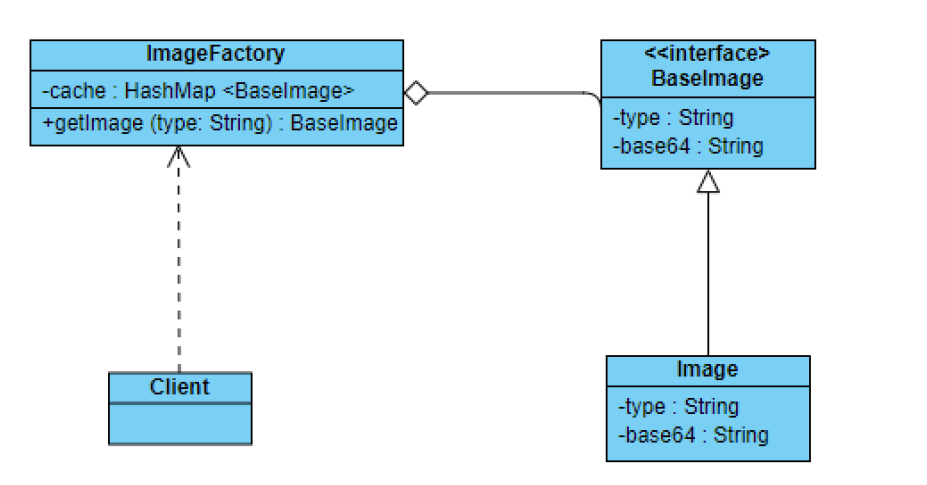 ImageFactory
-cache : HashMap <BaseImage>
+getImage (type: String) : BaseImage
<<interface>
BaseImage
-type : String
-base64 : String
Client
Image
-type : String
-base64 : String